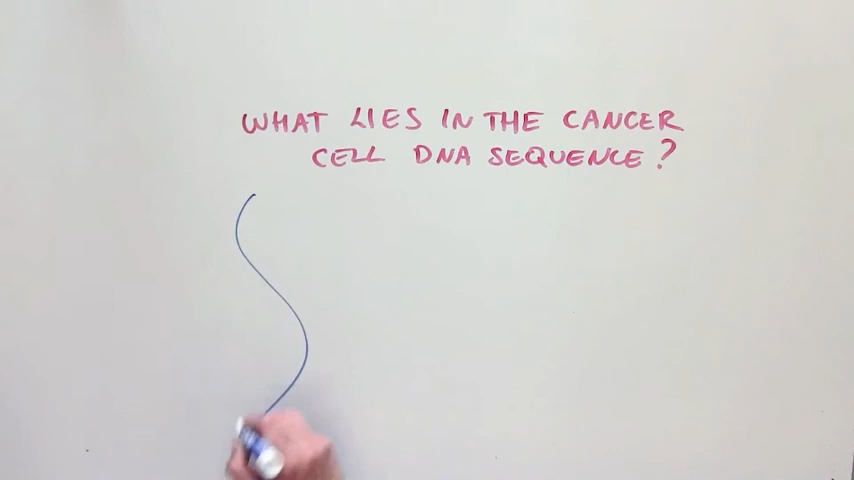 WHAT LIES IN THE CANCER
CELL DNA SEQUENCE?